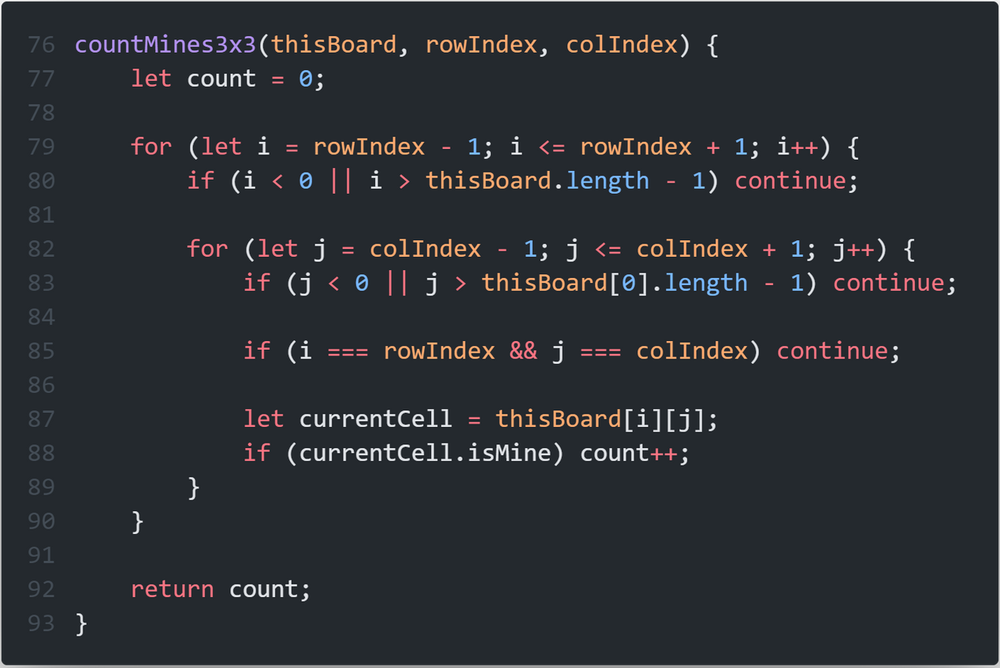 76 countMines3x3(thisBoard, rowIndex, colIndex) {
77     let count = 0;
78
79     for (let i = rowIndex - 1; i <= rowIndex + 1; i++) {
80         if (i < 0 || i > thisBoard.length - 1) continue;
81
82         for (let j = colIndex - 1; j <= colIndex + 1; j++) {
83             if (j < 0 || j > thisBoard[0].length - 1) continue;
84
85             if (i === rowIndex && j === colIndex) continue;
86
87             let currentCell = thisBoard[i][j];
88             if (currentCell.isMine) count++;
89         }
90     }
91
92     return count;
93 }